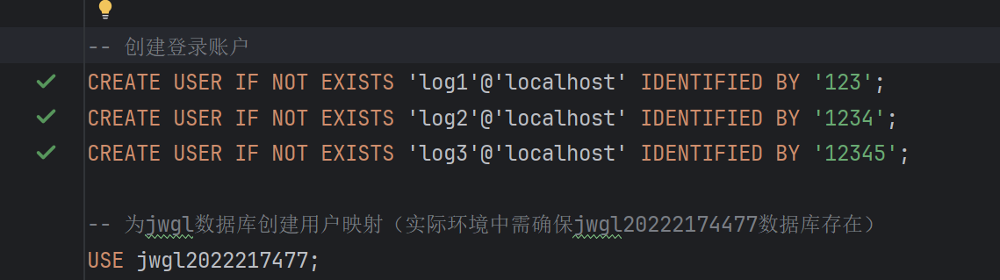 -- 创建登录账户
CREATE USER IF NOT EXISTS 'log1'@'localhost' IDENTIFIED BY '123';
CREATE USER IF NOT EXISTS 'log2'@'localhost' IDENTIFIED BY '1234';
CREATE USER IF NOT EXISTS 'log3'@'localhost' IDENTIFIED BY '12345';
-- 为jwgl数据库创建用户映射（实际环境中需确保jwgl20222174477数据库存在）
USE jwgl2022217477;